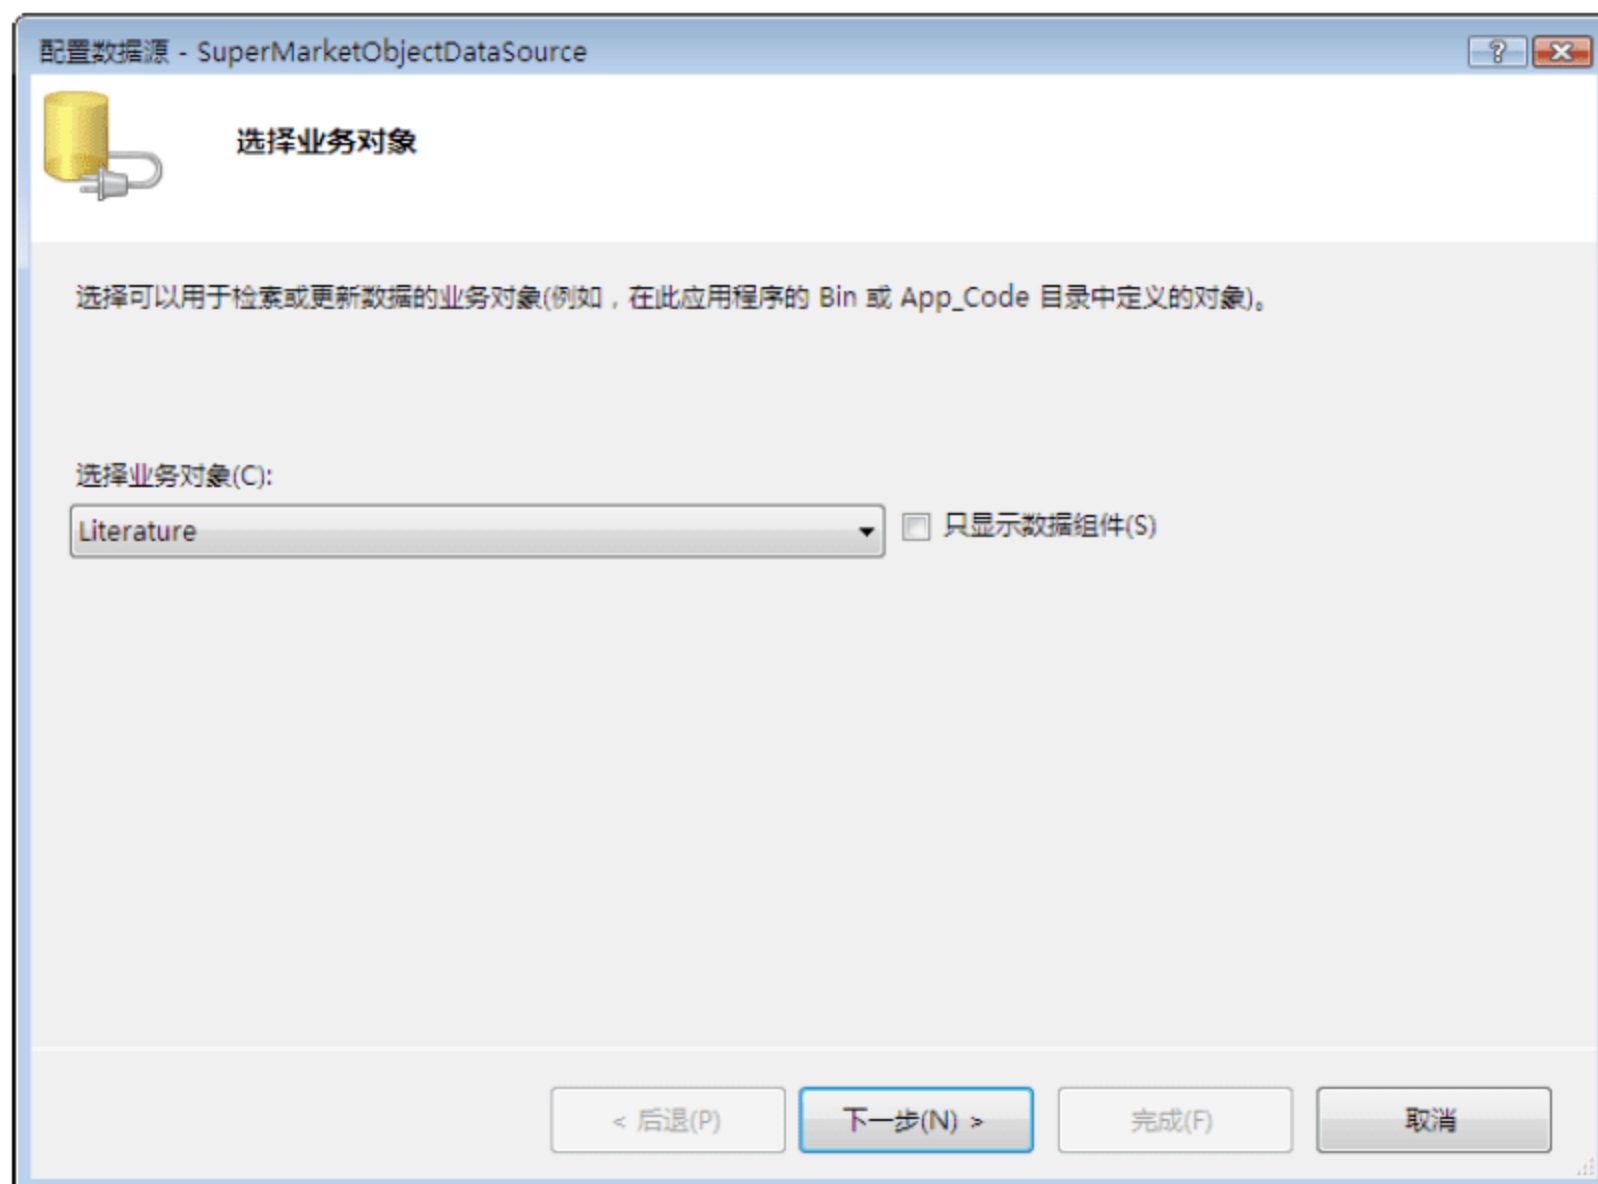 配置数据源 - SuperMarketObjectDataSource
选择业务对象
选择可以用于检索或更新数据的业务对象(例如，在此应用程序的 Bin 或 App_Code 目录中定义的对象)。
选择业务对象(C):
Literature
只显示数据组件(S)
< 后退(P)
下一步(N) >
完成(F)
取消